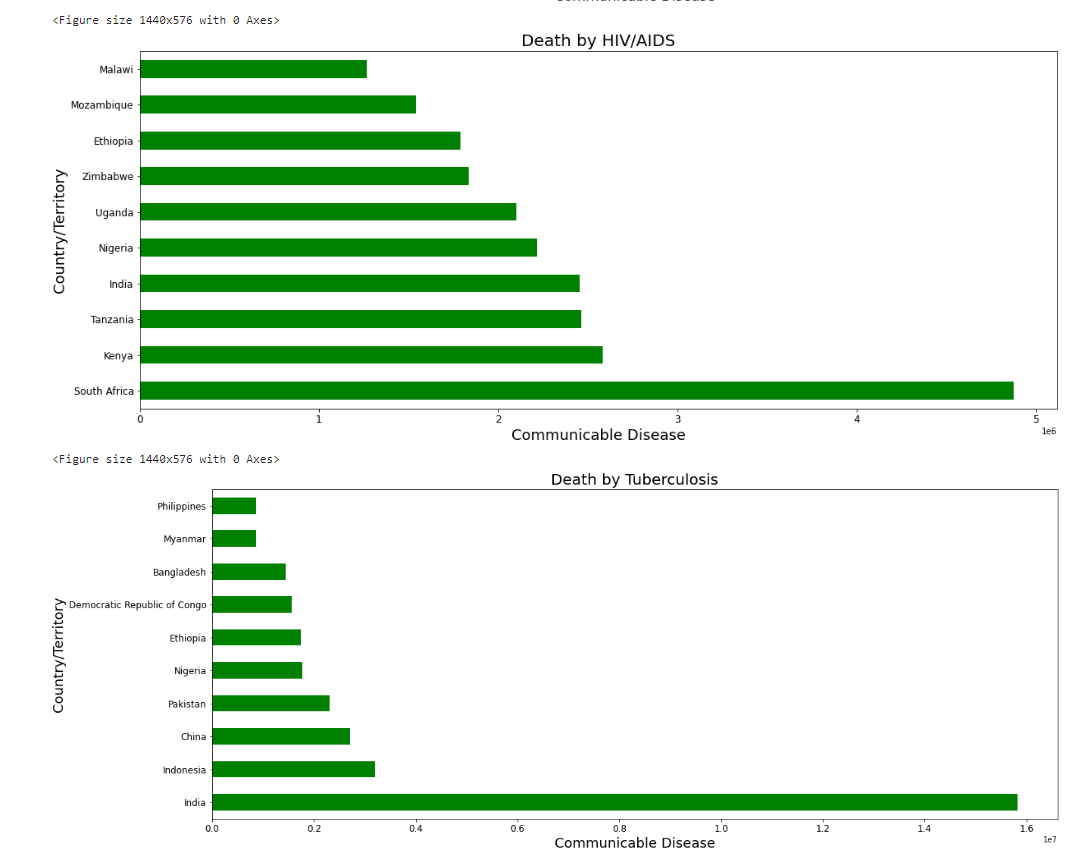 Communicable Disease
<Figure size 1440x576 with 0 Axes>
Death by HIV/AIDS
Country/Territory
Malawi
Mozambique
Ethiopia
Zimbabwe
Uganda
Nigeria
India
Tanzania
Kenya
South Africa
0 1 2 3 4 5
1e6
Communicable Disease
<Figure size 1440x576 with 0 Axes>
Death by Tuberculosis
Country/Territory
Philippines
Myanmar
Bangladesh
Democratic Republic of Congo
Ethiopia
Nigeria
Pakistan
China
Indonesia
India
0.0 0.2 0.4 0.6 0.8 1.0 1.2 1.4 1.6
1e7
Communicable Disease